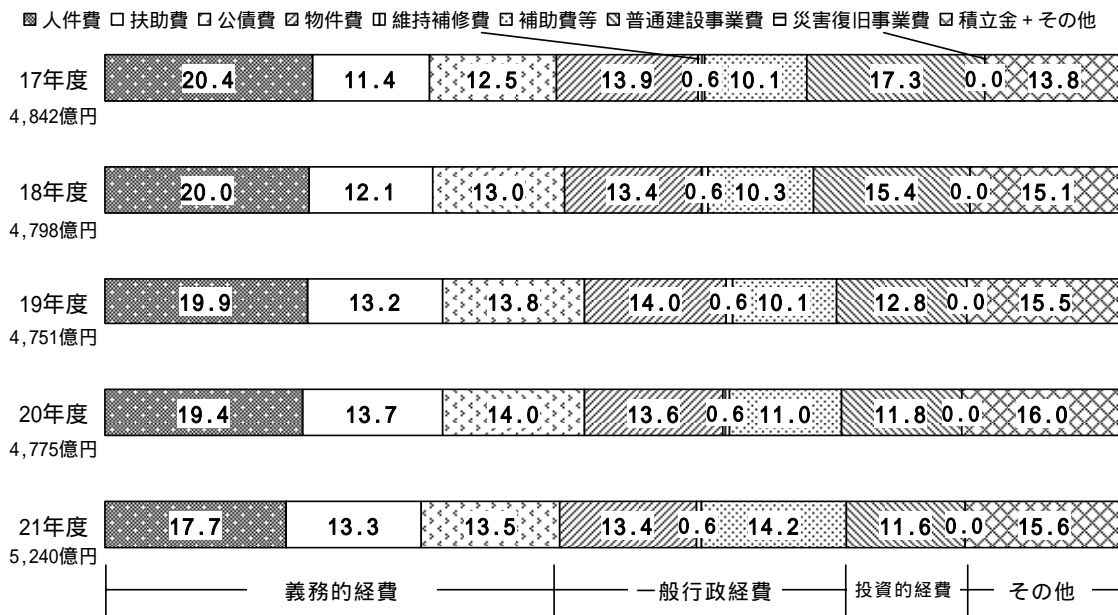 人件費 扶助費 公債費 物件費 維持補修費 補助費等 普通建設事業費 災害復旧事業費 積立金+その他
17年度 20.4 11.4 12.5 13.9 0.6 10.1 17.3 0.0 13.8
4,842億円
18年度 20.0 12.1 13.0 13.4 0.6 10.3 15.4 0.0 15.1
4,798億円
19年度 19.9 13.2 13.8 14.0 0.6 10.1 12.8 0.0 15.5
4,751億円
20年度 19.4 13.7 14.0 13.6 0.6 11.0 11.8 0.0 16.0
4,775億円
21年度 17.7 13.3 13.5 13.4 0.6 14.2 11.6 0.0 15.6
5,240億円
義務的経費 一般行政経費 投資的経費 その他